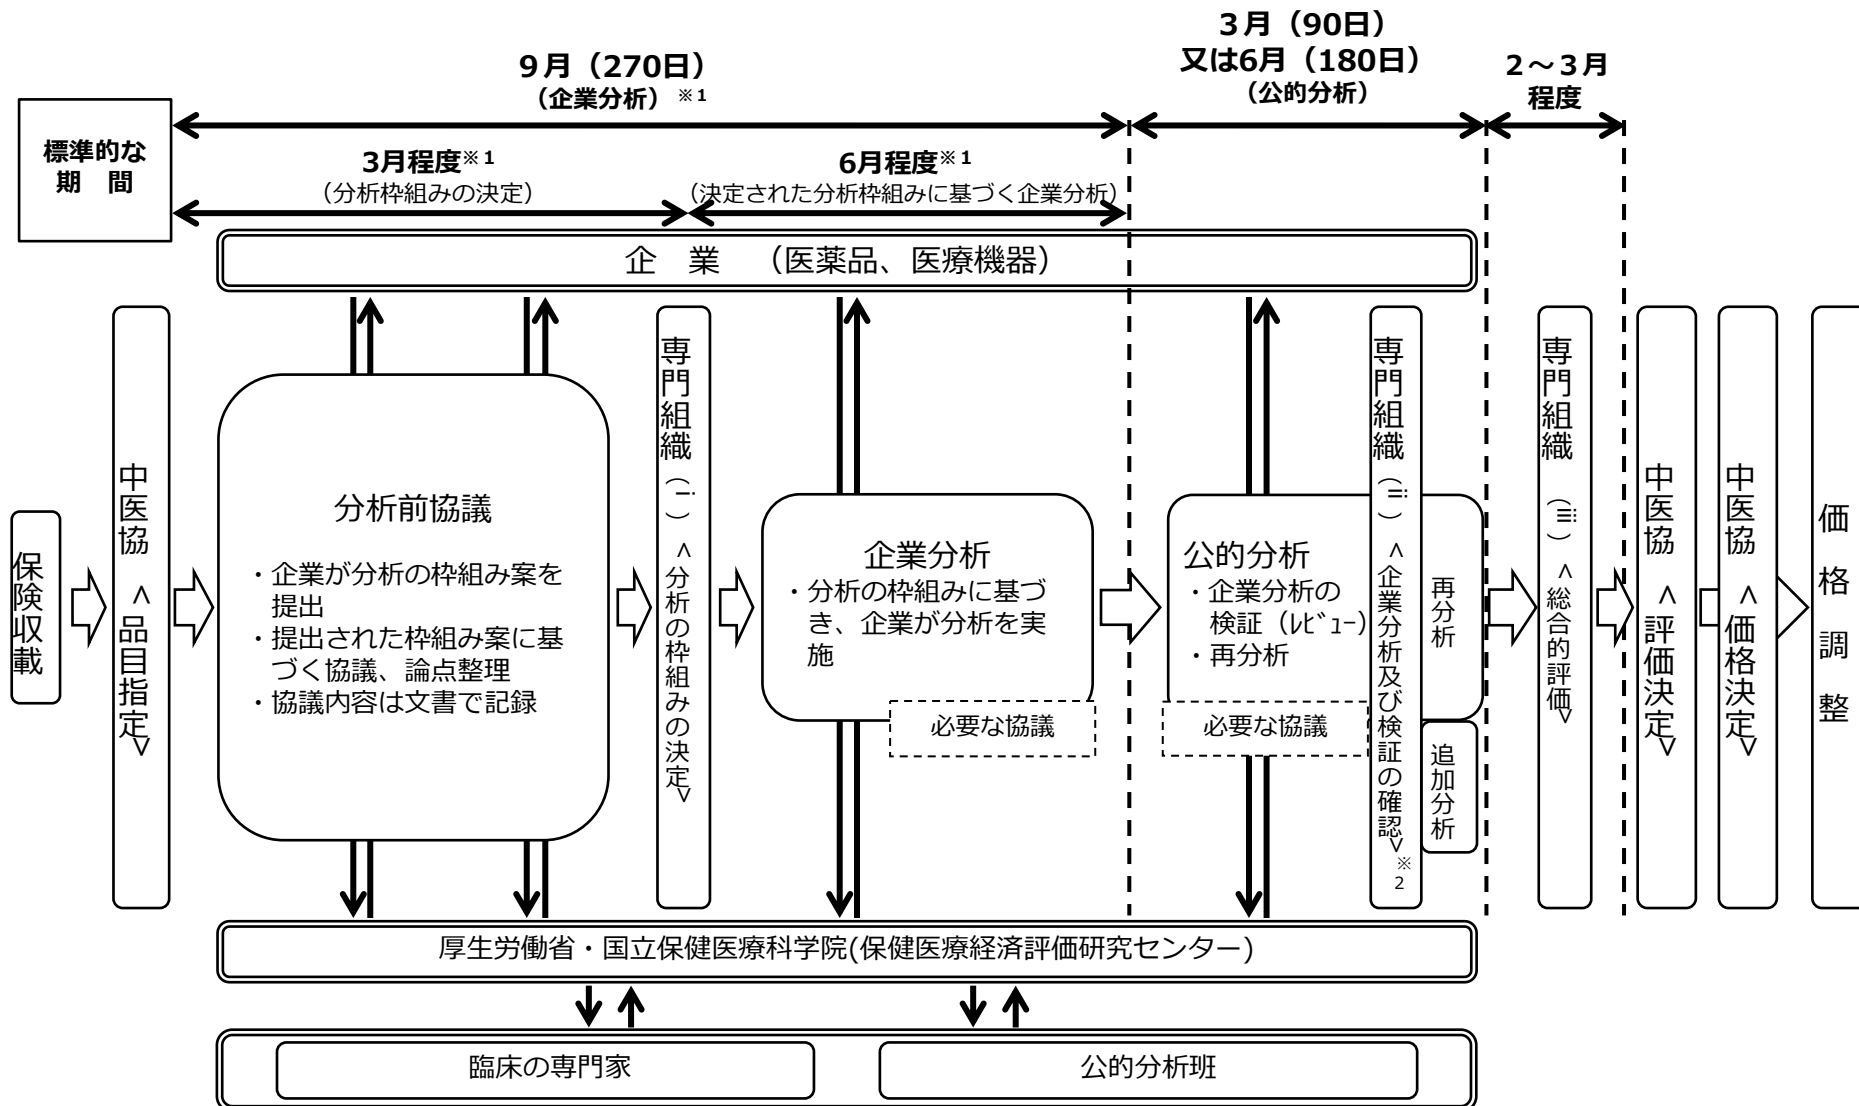 3月（90日）
又は6月（180日）
（公的分析）
9月（270日）
（企業分析）※1
2～3月
程度
標準的な
期　間
3月程度※1
（分析枠組みの決定）
6月程度※1
（決定された分析枠組みに基づく企業分析）
企　業　（医薬品、医療機器）
保険収載
中医協　<品目指定>
分析前協議
・企業が分析の枠組み案を
提出
・提出された枠組み案に基
づく協議、論点整理
・協議内容は文書で記録
専門組織（ⅰ）<分析の枠組みの決定>
企業分析
・分析の枠組みに基づ
き、企業が分析を実
施
必要な協議
公的分析
・企業分析の
検証（ﾚﾋﾞｭｰ）
・再分析
必要な協議
専門組織（ⅱ）<企業分析及び検証の確認>※2
再分析
追加分析
専門組織　（ⅲ）<総合的評価>
中医協　<評価決定>
中医協　<価格決定>
価格調整
厚生労働省・国立保健医療科学院(保健医療経済評価研究センター)
臨床の専門家
公的分析班